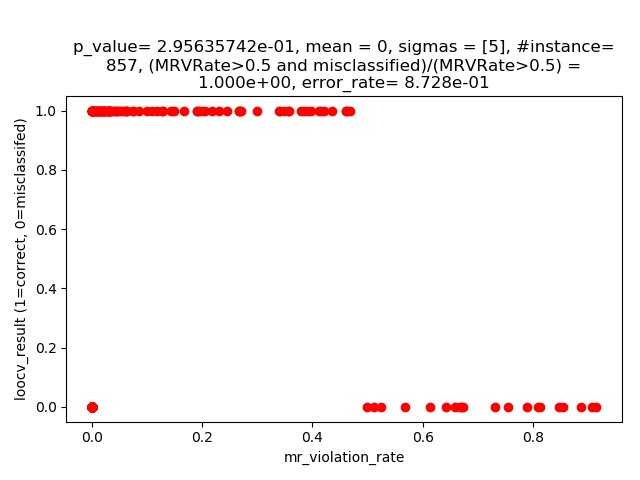 p_value= 2.95635742e-01, mean = 0, sigmas = [5], #instance=
857, (MRVRate>0.5 and misclassified)/(MRVRate>0.5) =
1.000e+00, error_rate= 8.728e-01
1.0
0.8
0.6
0.4
0.2
0.0
loocv_result (1=correct, 0=misclassifed)
0.0 0.2 0.4 0.6 0.8
mr_violation_rate